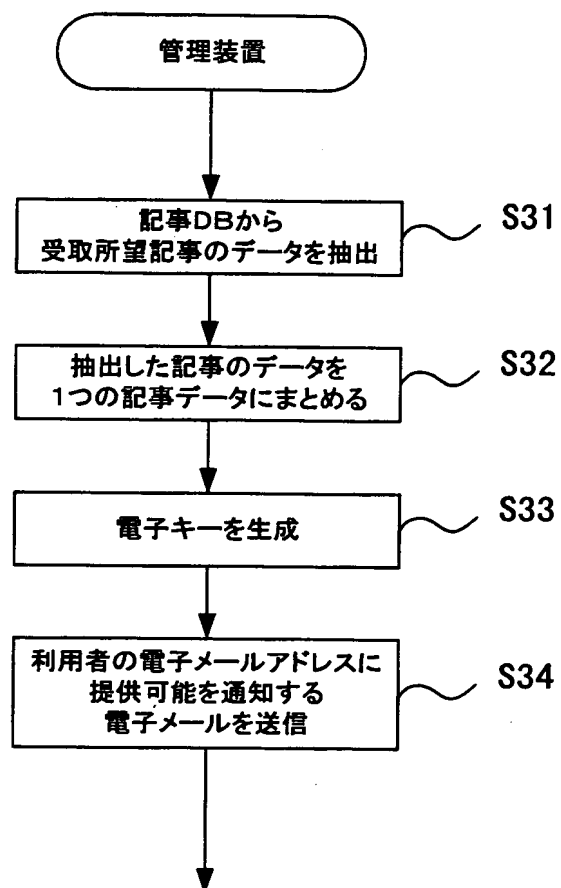 管理装置
記事DBから
受取所望記事のデータを抽出
S31
抽出した記事のデータを
1つの記事データにまとめる
S32
電子キーを生成
S33
利用者の電子メールアドレスに
提供可能を通知する
電子メールを送信
S34